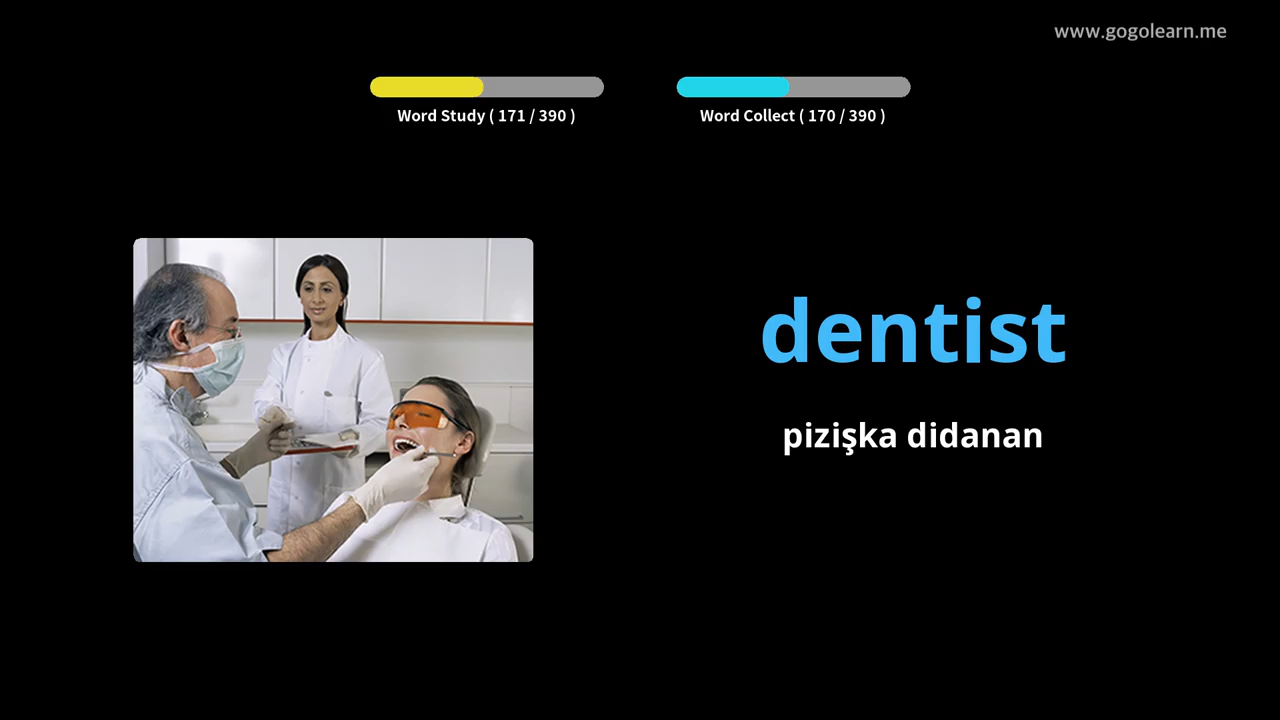 www.gogolearn.me
Word Study ( 171 / 390 )
Word Collect ( 170 / 390 )
dentist
pizişka didanan